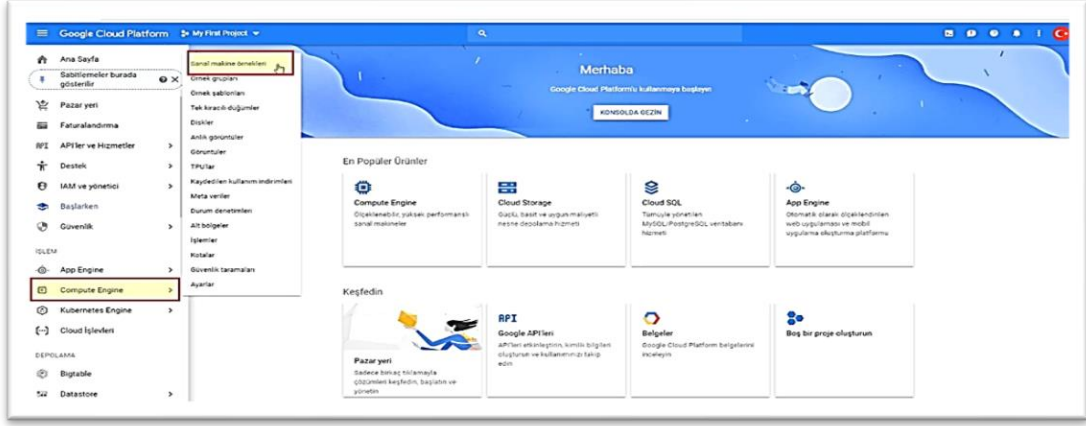 Google Cloud Platform
My First Project
Ana Sayfa
Sabitlemeler burada
gösterilir
Pazar yeri
Faturalandırma
API'ler ve Hizmetler
Destek
IAM ve yönetici
Başlarken
Güvenlik
İŞLEM
App Engine
Compute Engine
Kubernetes Engine
Cloud İşlevleri
DEPOLAMA
Bigtable
Datastore
Sanal makine örnekleri
Örnek grupları
Örnek şablonları
Tek kiracılı düğümler
Diskler
Anlık görüntüler
Görüntüler
TPU'lar
Kaydedilen kullanım indirimleri
Meta veriler
Durum denetimleri
Alt bölgeler
İşlemler
Kotalar
Güvenlik taramaları
Ayarlar
Merhaba
Google Cloud Platform'u kullanmaya başlayın
KONSOLDA GEZİN
En Popüler Ürünler
Compute Engine
Ölçeklenebilir, yüksek performanslı
sanal makineler
Cloud Storage
Güçlü, basit ve uygun maliyetli
nesne depolama hizmeti
Cloud SQL
Tümüyle yönetilen
MySQL/PostgreSQL veritabanı
hizmeti
App Engine
Otomatik olarak ölçeklendirilen
web uygulaması ve mobil
uygulama oluşturma platformu
Keşfedin
Pazar yeri
Sadece birkaç tıklamayla
çözümleri keşfedin, başlatın ve
yönetin
API
Google API'leri
API'leri etkinleştirin, kimlik bilgileri
oluşturun ve kullanımınızı takip
edin
Belgeler
Google Cloud Platform belgelerini
inceleyin
Boş bir proje oluşturun